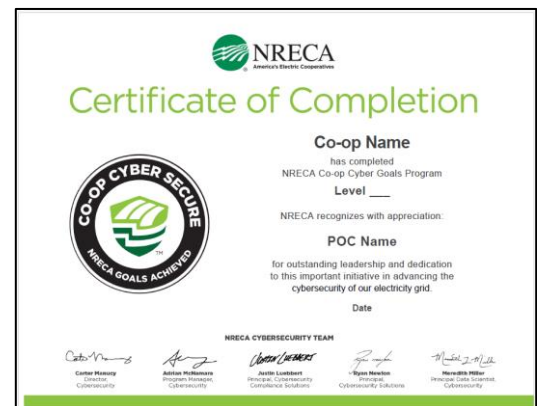 NRECA
America's Electric Cooperatives
Certificate of Completion
CO-OP CYBER SECURE
NRECA GOALS ACHIEVED
TM
Co-op Name
has completed
NRECA Co-op Cyber Goals Program
Level ___
NRECA recognizes with appreciation:
POC Name
for outstanding leadership and dedication
to this important initiative in advancing the
cybersecurity of our electricity grid.
Date
NRECA CYBERSECURITY TEAM
Carter Manucy
Director,
Cybersecurity
Adrian McNamara
Program Manager,
Cybersecurity
Justin Luebbert
Principal, Cybersecurity
Compliance Solutions
Ryan Newlon
Principal,
Cybersecurity Solutions
Meredith Miller
Principal Data Scientist,
Cybersecurity